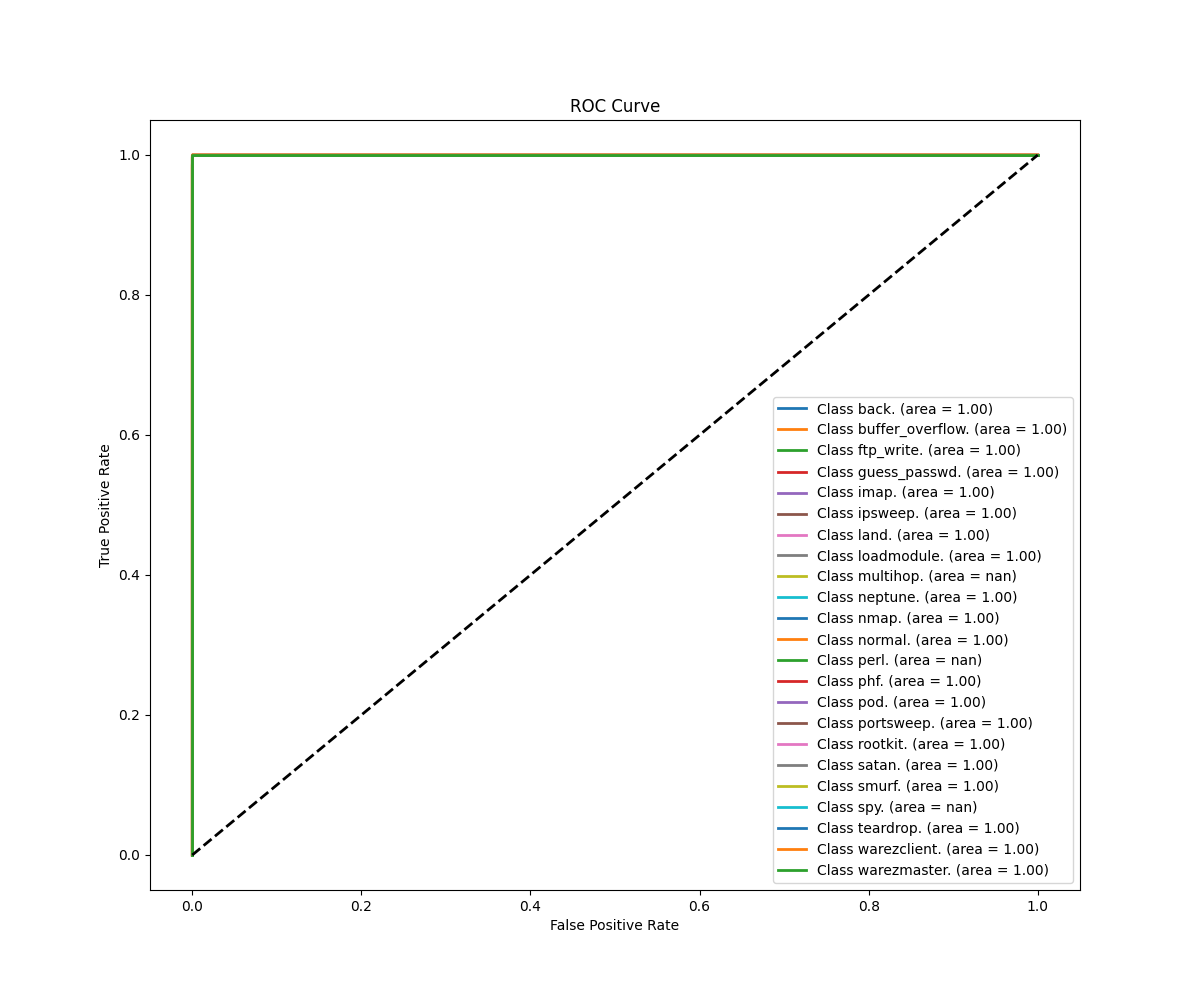 ROC Curve
1.0
0.8
0.6
0.4
0.2
0.0
True Positive Rate
0.0 0.2 0.4 0.6 0.8 1.0
False Positive Rate
Class back. (area = 1.00)
Class buffer_overflow. (area = 1.00)
Class ftp_write. (area = 1.00)
Class guess_passwd. (area = 1.00)
Class imap. (area = 1.00)
Class ipsweep. (area = 1.00)
Class land. (area = 1.00)
Class loadmodule. (area = 1.00)
Class multihop. (area = nan)
Class neptune. (area = 1.00)
Class nmap. (area = 1.00)
Class normal. (area = 1.00)
Class perl. (area = nan)
Class phf. (area = 1.00)
Class pod. (area = 1.00)
Class portsweep. (area = 1.00)
Class rootkit. (area = 1.00)
Class satan. (area = 1.00)
Class smurf. (area = 1.00)
Class spy. (area = nan)
Class teardrop. (area = 1.00)
Class warezclient. (area = 1.00)
Class warezmaster. (area = 1.00)